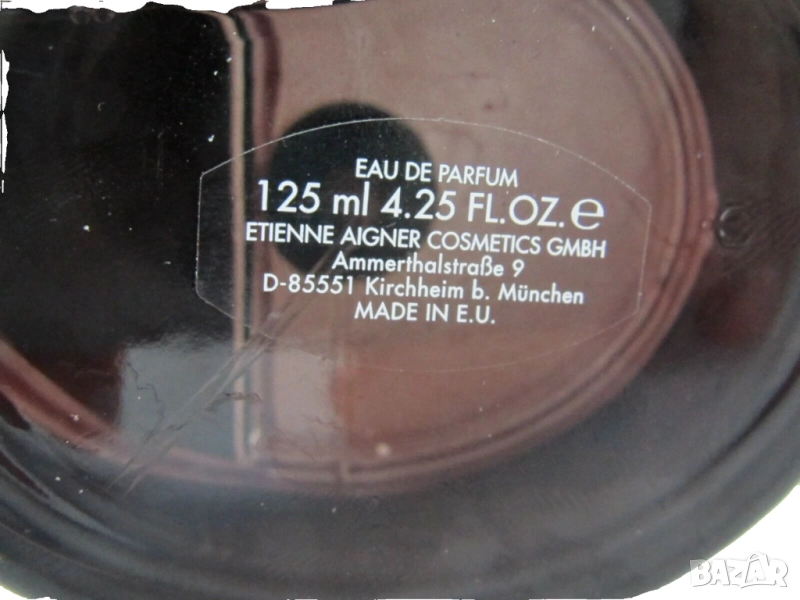 EAU DE PARFUM
125 ml 4.25 FL.OZ.e
ETIENNE AIGNER COSMETICS GMBH
Ammerthalstraße 9
D-85551 Kirchheim b. München
MADE IN E.U.
BAZAR